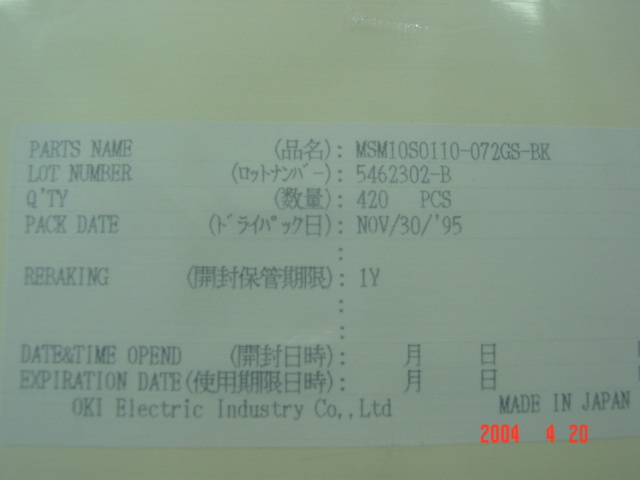 PARTS NAME (品名): MSM10S0110-072GS-BK
LOT NUMBER (ロットナンバー): 5462302-B
Q'TY (数量): 420 PCS
PACK DATE (ドライパック日): NOV/30/'95
:
REBAKING (開封保管期限): 1Y
:
:
DATE&TIME OPEND (開封日時): 月 日
EXPIRATION DATE(使用期限日時): 月 日
OKI Electric Industry Co,.Ltd MADE IN JAPAN
2004 4 20